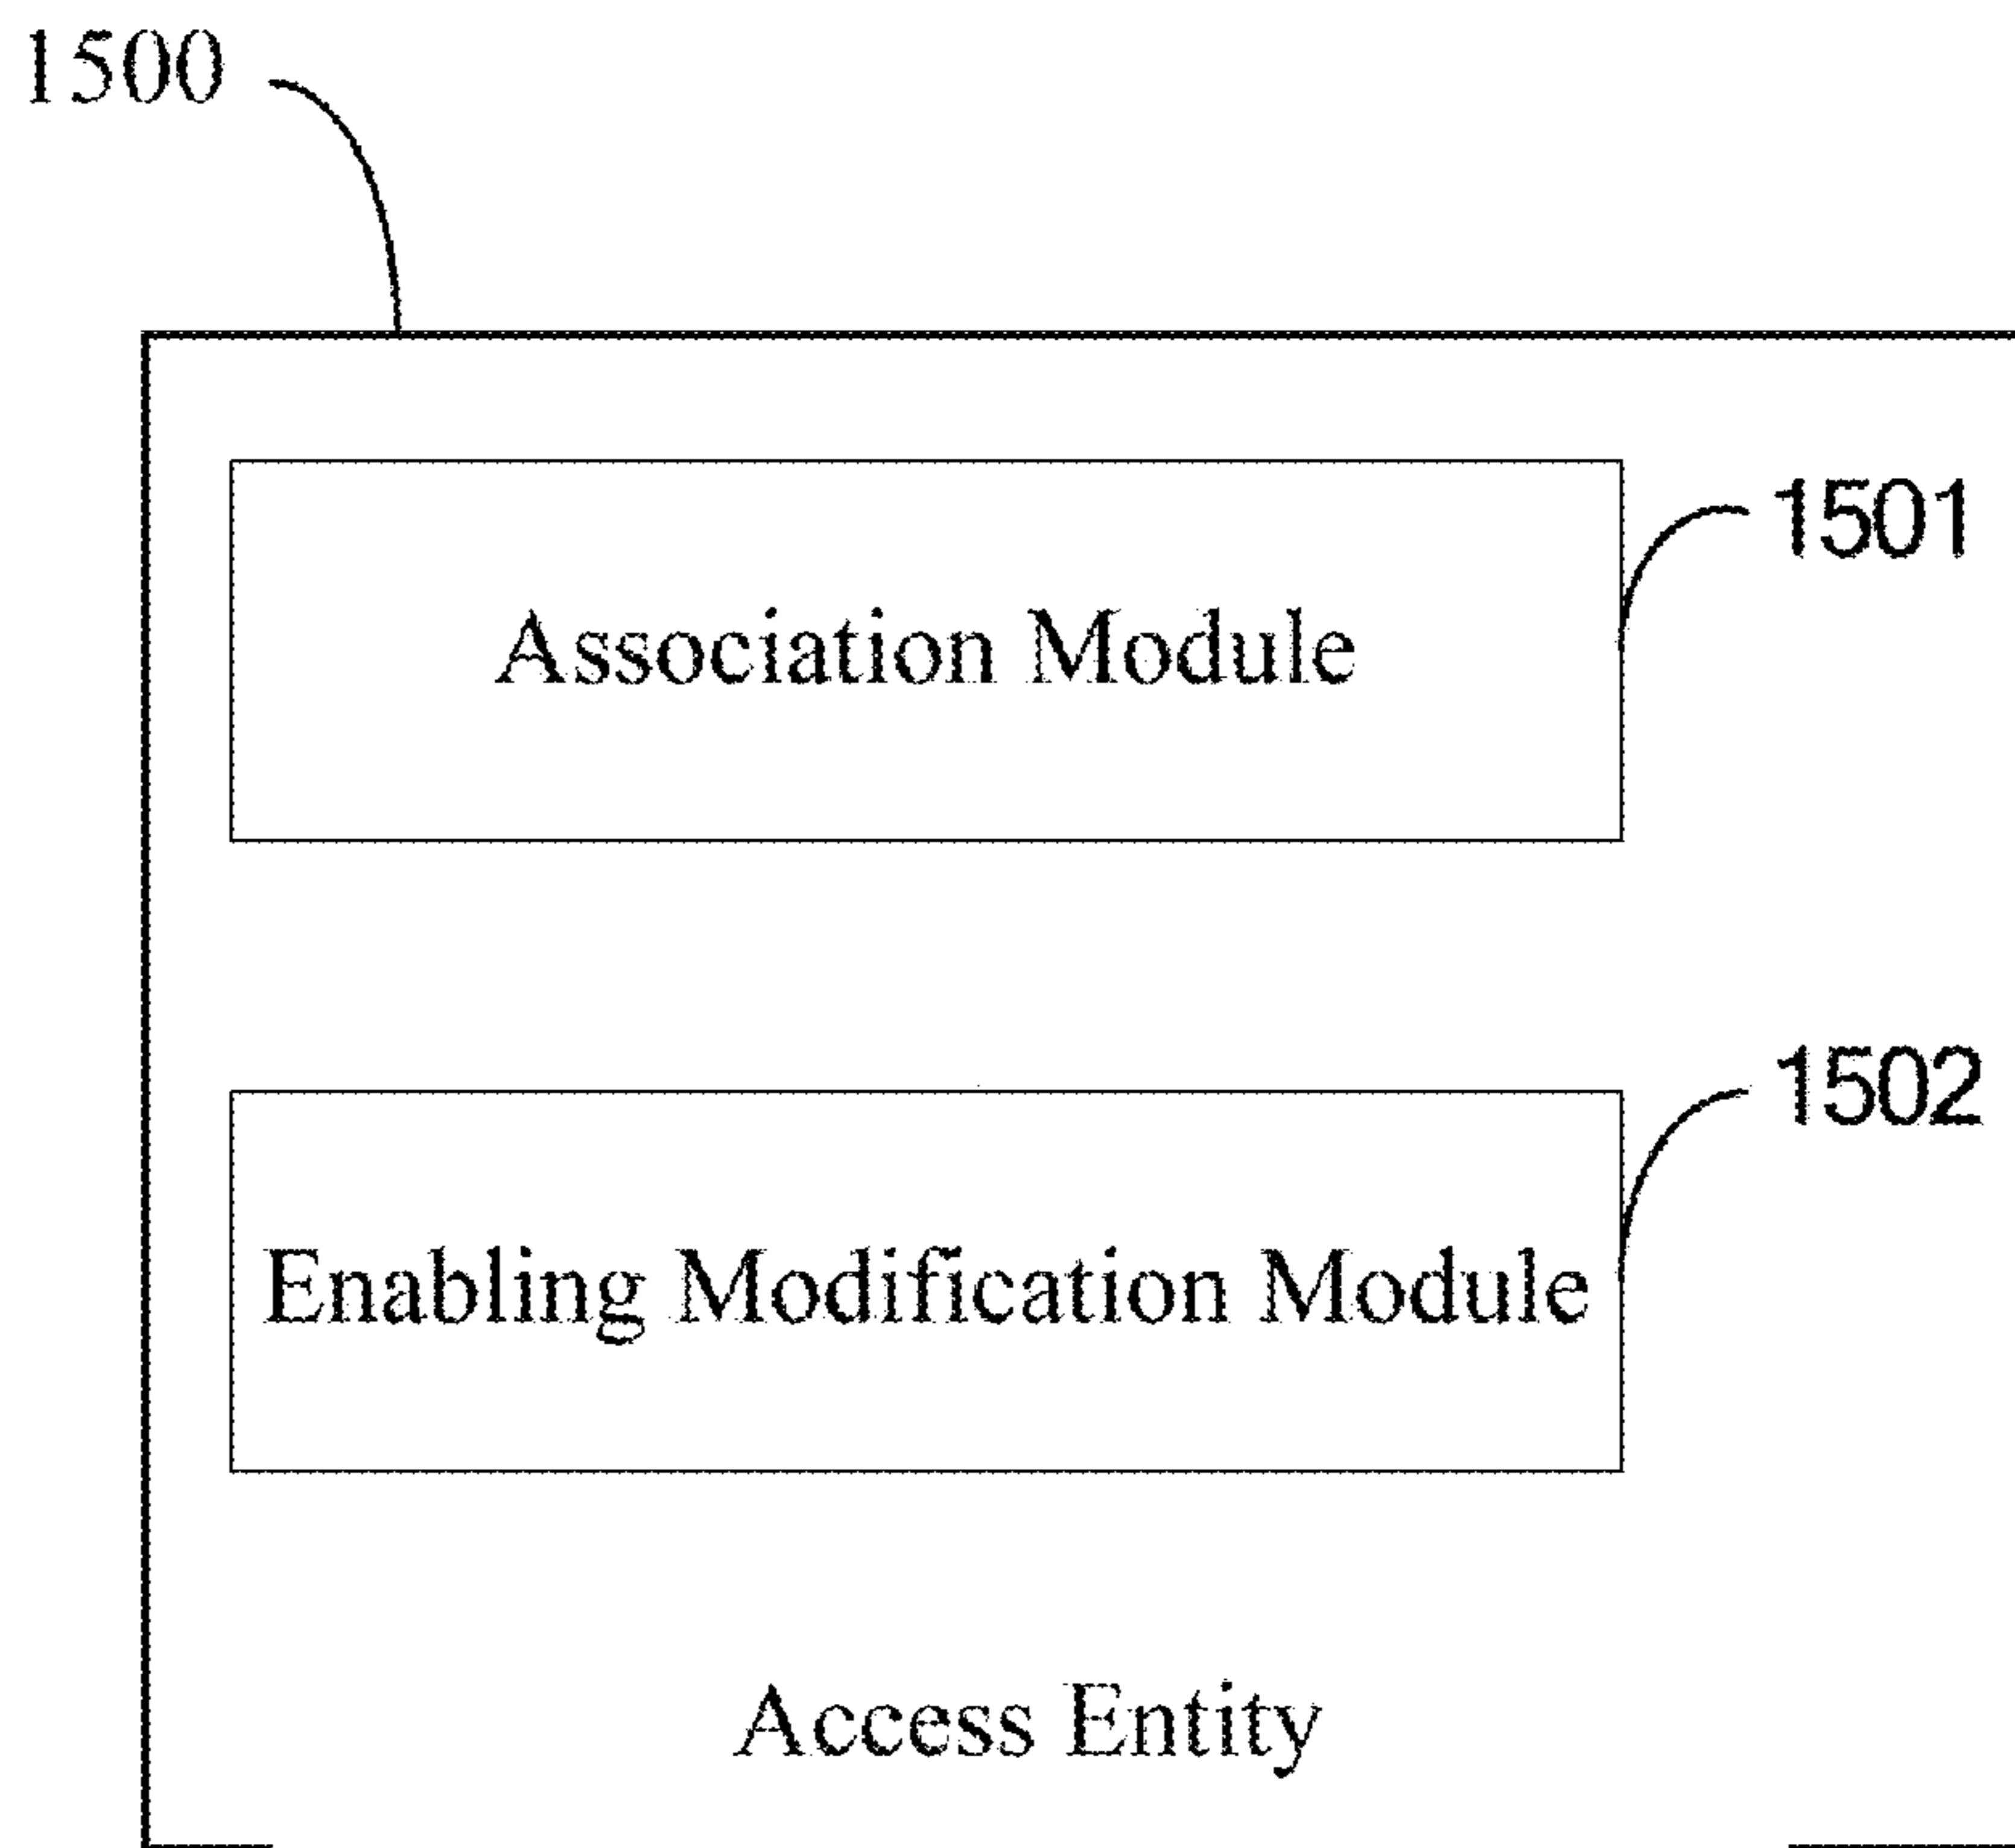 1500
1501
Association Module
1502
Enabling Modification Module
Access Entity